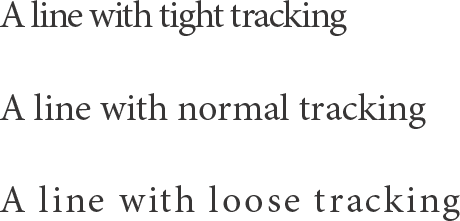 A line with tight tracking
A line with normal tracking
A line with loose tracking